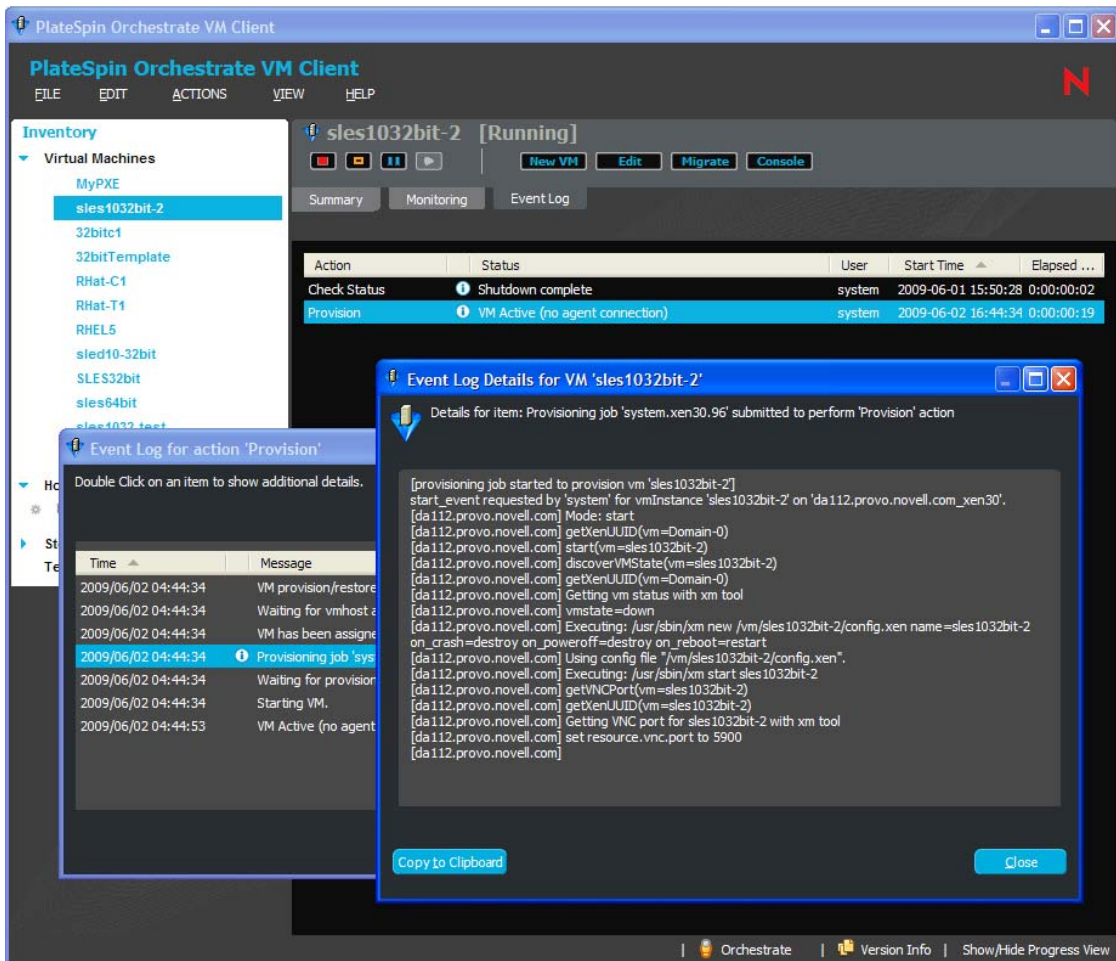 PlateSpin Orchestrate VM Client
PlateSpin Orchestrate VM Client
N
FILE EDIT ACTIONS VIEW HELP
Inventory
Virtual Machines
MyPXE
sles1032bit-2
32bitc1
32bitTemplate
RHat-C1
RHat-T1
RHEL5
sled10-32bit
SLES32bit
sles64bit
sles1032-test
Ho
St
Te
sles1032bit-2 [Running]
New VM Edit Migrate Console
Summary Monitoring Event Log
Action Status User Start Time Elapsed ...
Check Status Shutdown complete system 2009-06-01 15:50:28 0:00:00:02
Provision VM Active (no agent connection) system 2009-06-02 16:44:34 0:00:00:19
Event Log for action 'Provision'
Double Click on an item to show additional details.
Time Message
2009/06/02 04:44:34 VM provision/restore
2009/06/02 04:44:34 Waiting for vmhost a
2009/06/02 04:44:34 VM has been assigne
2009/06/02 04:44:34 Provisioning job 'sys
2009/06/02 04:44:34 Waiting for provision
2009/06/02 04:44:34 Starting VM.
2009/06/02 04:44:53 VM Active (no agent
Event Log Details for VM 'sles1032bit-2'
Details for item: Provisioning job 'system.xen30.96' submitted to perform 'Provision' action
[provisioning job started to provision vm 'sles1032bit-2']
start_event requested by 'system' for vmInstance 'sles1032bit-2' on 'da112.provo.novell.com_xen30'.
[da112.provo.novell.com] Mode: start
[da112.provo.novell.com] getXenUUID(vm=Domain-0)
[da112.provo.novell.com] start(vm=sles1032bit-2)
[da112.provo.novell.com] discoverVMState(vm=sles1032bit-2)
[da112.provo.novell.com] getXenUUID(vm=Domain-0)
[da112.provo.novell.com] Getting vm status with xm tool
[da112.provo.novell.com] vmstate=down
[da112.provo.novell.com] Executing: /usr/sbin/xm new /vm/sles1032bit-2/config.xen name=sles1032bit-2
on_crash=destroy on_poweroff=destroy on_reboot=restart
[da112.provo.novell.com] Using config file "/vm/sles1032bit-2/config.xen".
[da112.provo.novell.com] Executing: /usr/sbin/xm start sles1032bit-2
[da112.provo.novell.com] getVNCPort(vm=sles1032bit-2)
[da112.provo.novell.com] getXenUUID(vm=sles1032bit-2)
[da112.provo.novell.com] Getting VNC port for sles1032bit-2 with xm tool
[da112.provo.novell.com] set resource.vnc.port to 5900
[da112.provo.novell.com]
Copy to Clipboard Close
| Orchestrate | Version Info | Show/Hide Progress View